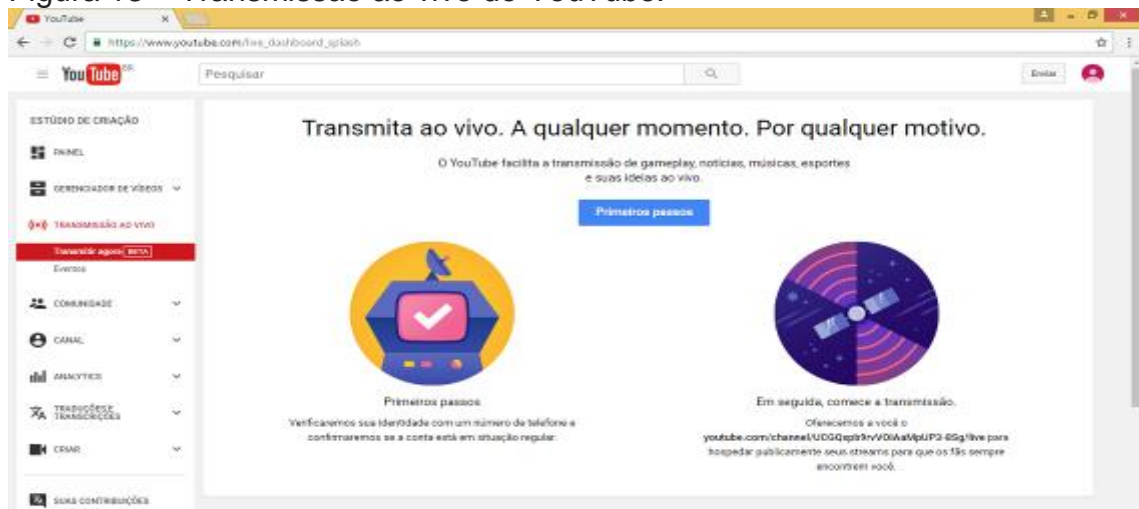 Figura 18 - Transmissão ao vivo do YouTube.
YouTube
https://www.youtube.com/live_dashboard_splash
YouTube BR
Pesquisar
Enviar
ESTÚDIO DE CRIAÇÃO
PAINEL
GERENCIADOR DE VÍDEOS
TRANSMISSÃO AO VIVO
Transmitir agora BETA
Eventos
COMUNIDADE
CANAL
ANALYTICS
TRADUÇÕES E
TRANSCRIÇÕES
CRIAR
SUAS CONTRIBUIÇÕES
Transmita ao vivo. A qualquer momento. Por qualquer motivo.
O YouTube facilita a transmissão de gameplay, notícias, músicas, esportes
e suas ideias ao vivo.
Primeiros passos
Primeiros passos
Verificaremos sua identidade com um número de telefone e
confirmaremos se a conta está em situação regular.
Em seguida, comece a transmissão.
Oferecemos a você o
para
hospedar publicamente seus streams para que os fãs sempre
encontrem você.